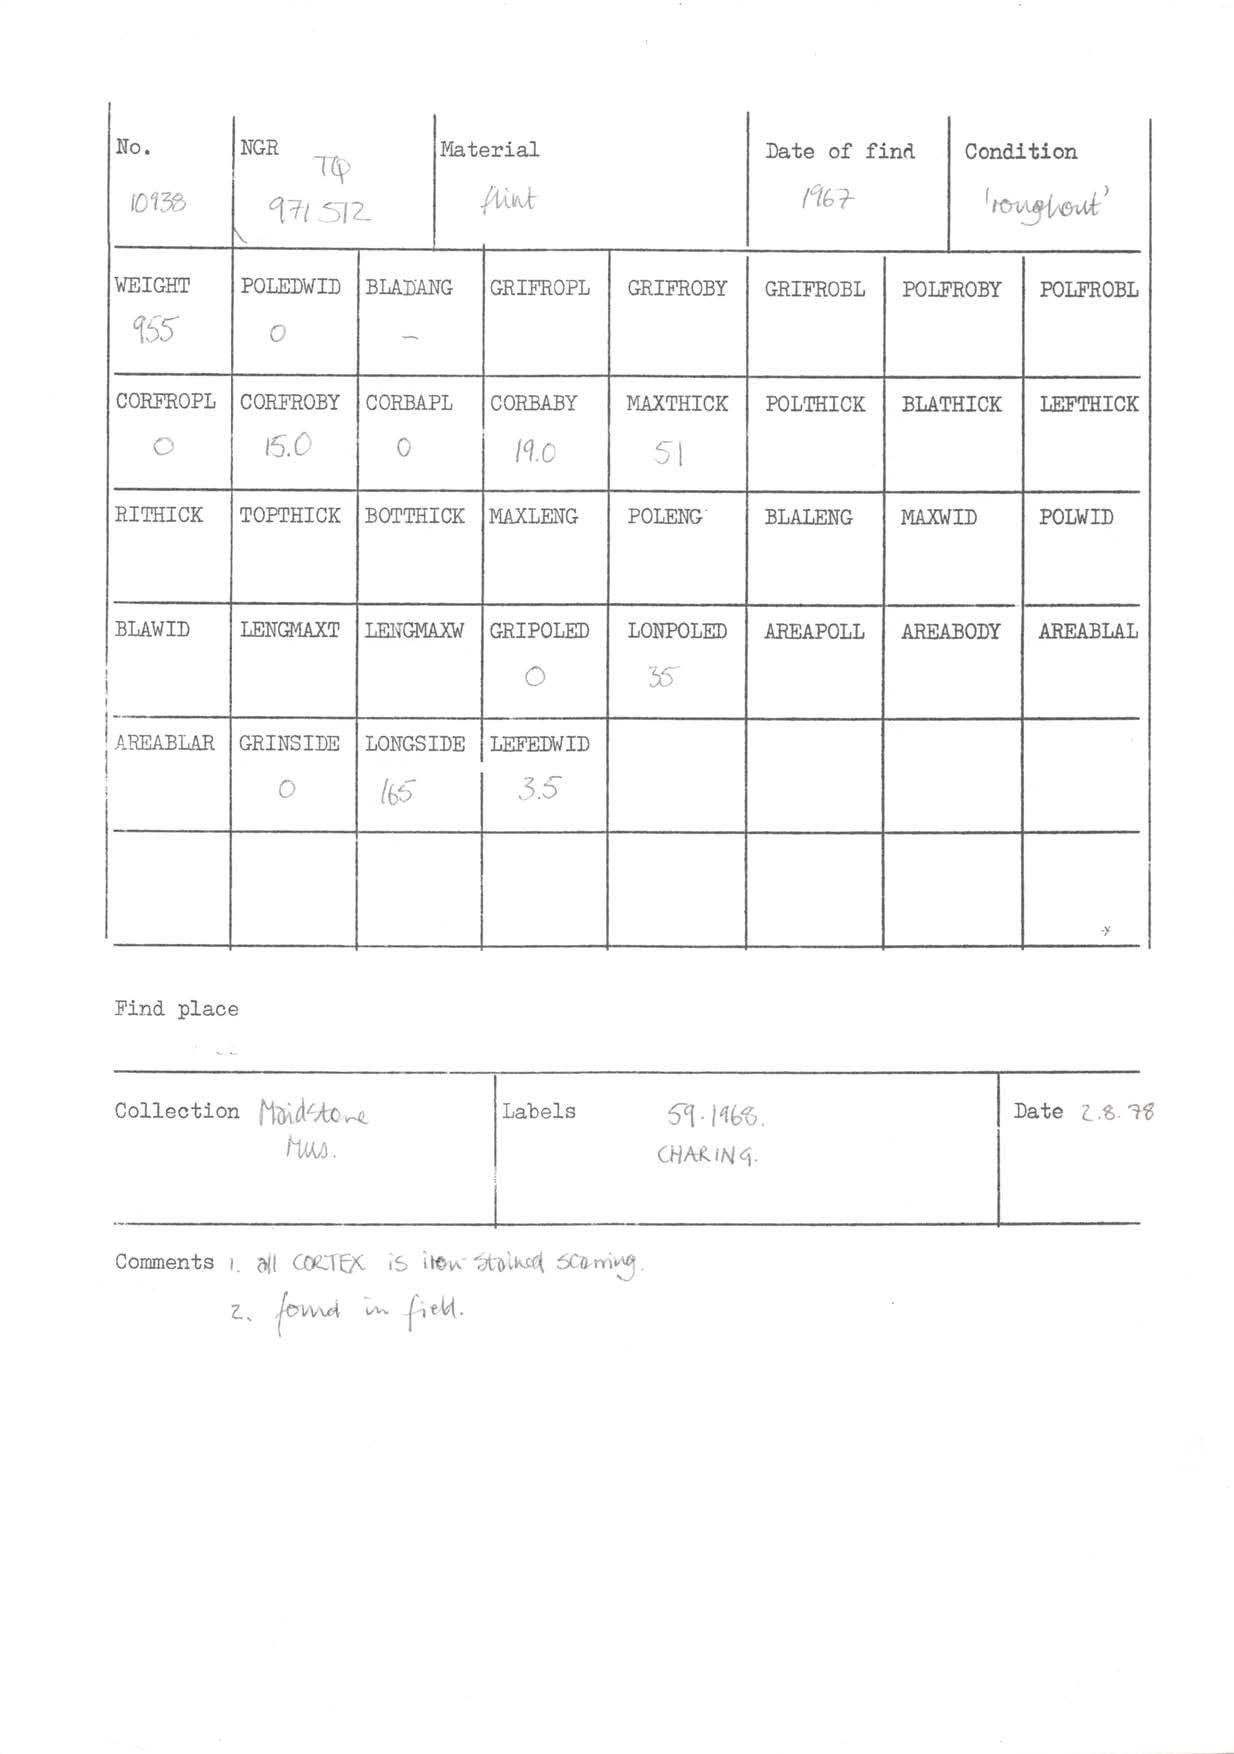 No. NGR Material Date of find Condition
10938 TQ 971 512 flint 1967 'roughout'
WEIGHT POLEDWID BLADANG GRIFROPL GRIFROBY GRIFROBL POLFROBY POLFROBL
955 0 –
CORFROPL CORFROBY CORBAPL CORBABY MAXTHICK POLTHICK BLATHICK LEFTHICK
0 15.0 0 19.0 51
RITHICK TOPTHICK BOTTHICK MAXLENG POLENG BLALENG MAXWID POLWID
BLAWID LENGMAXT LENGMAXW GRIPOLED LONPOLED AREAPOLL AREABODY AREABLAL
0 35
AREABLAR GRINSIDE LONGSIDE LEFEDWID
0 165 3.5
Find place
Collection Maidstone Labels 59.1968. Date 2.8.78
Mus. CHARING.
Comments 1. all CORTEX is iron stained scarring.
2. found in field.